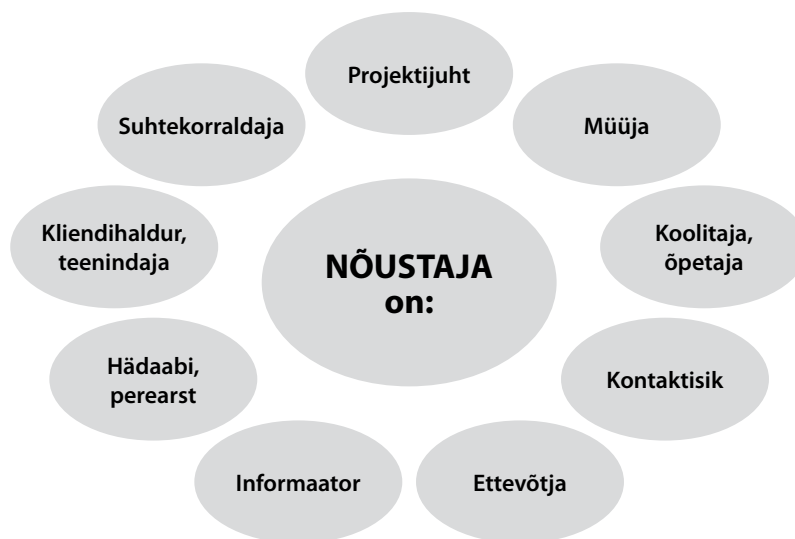 Projektijuht
Suhtekorraldaja
Müüja
Kliendihaldur,
teenindaja
NÕUSTAJA
on:
Koolitaja,
õpetaja
Hädaabi,
perearst
Kontaktisik
Informaator
Ettevõtja